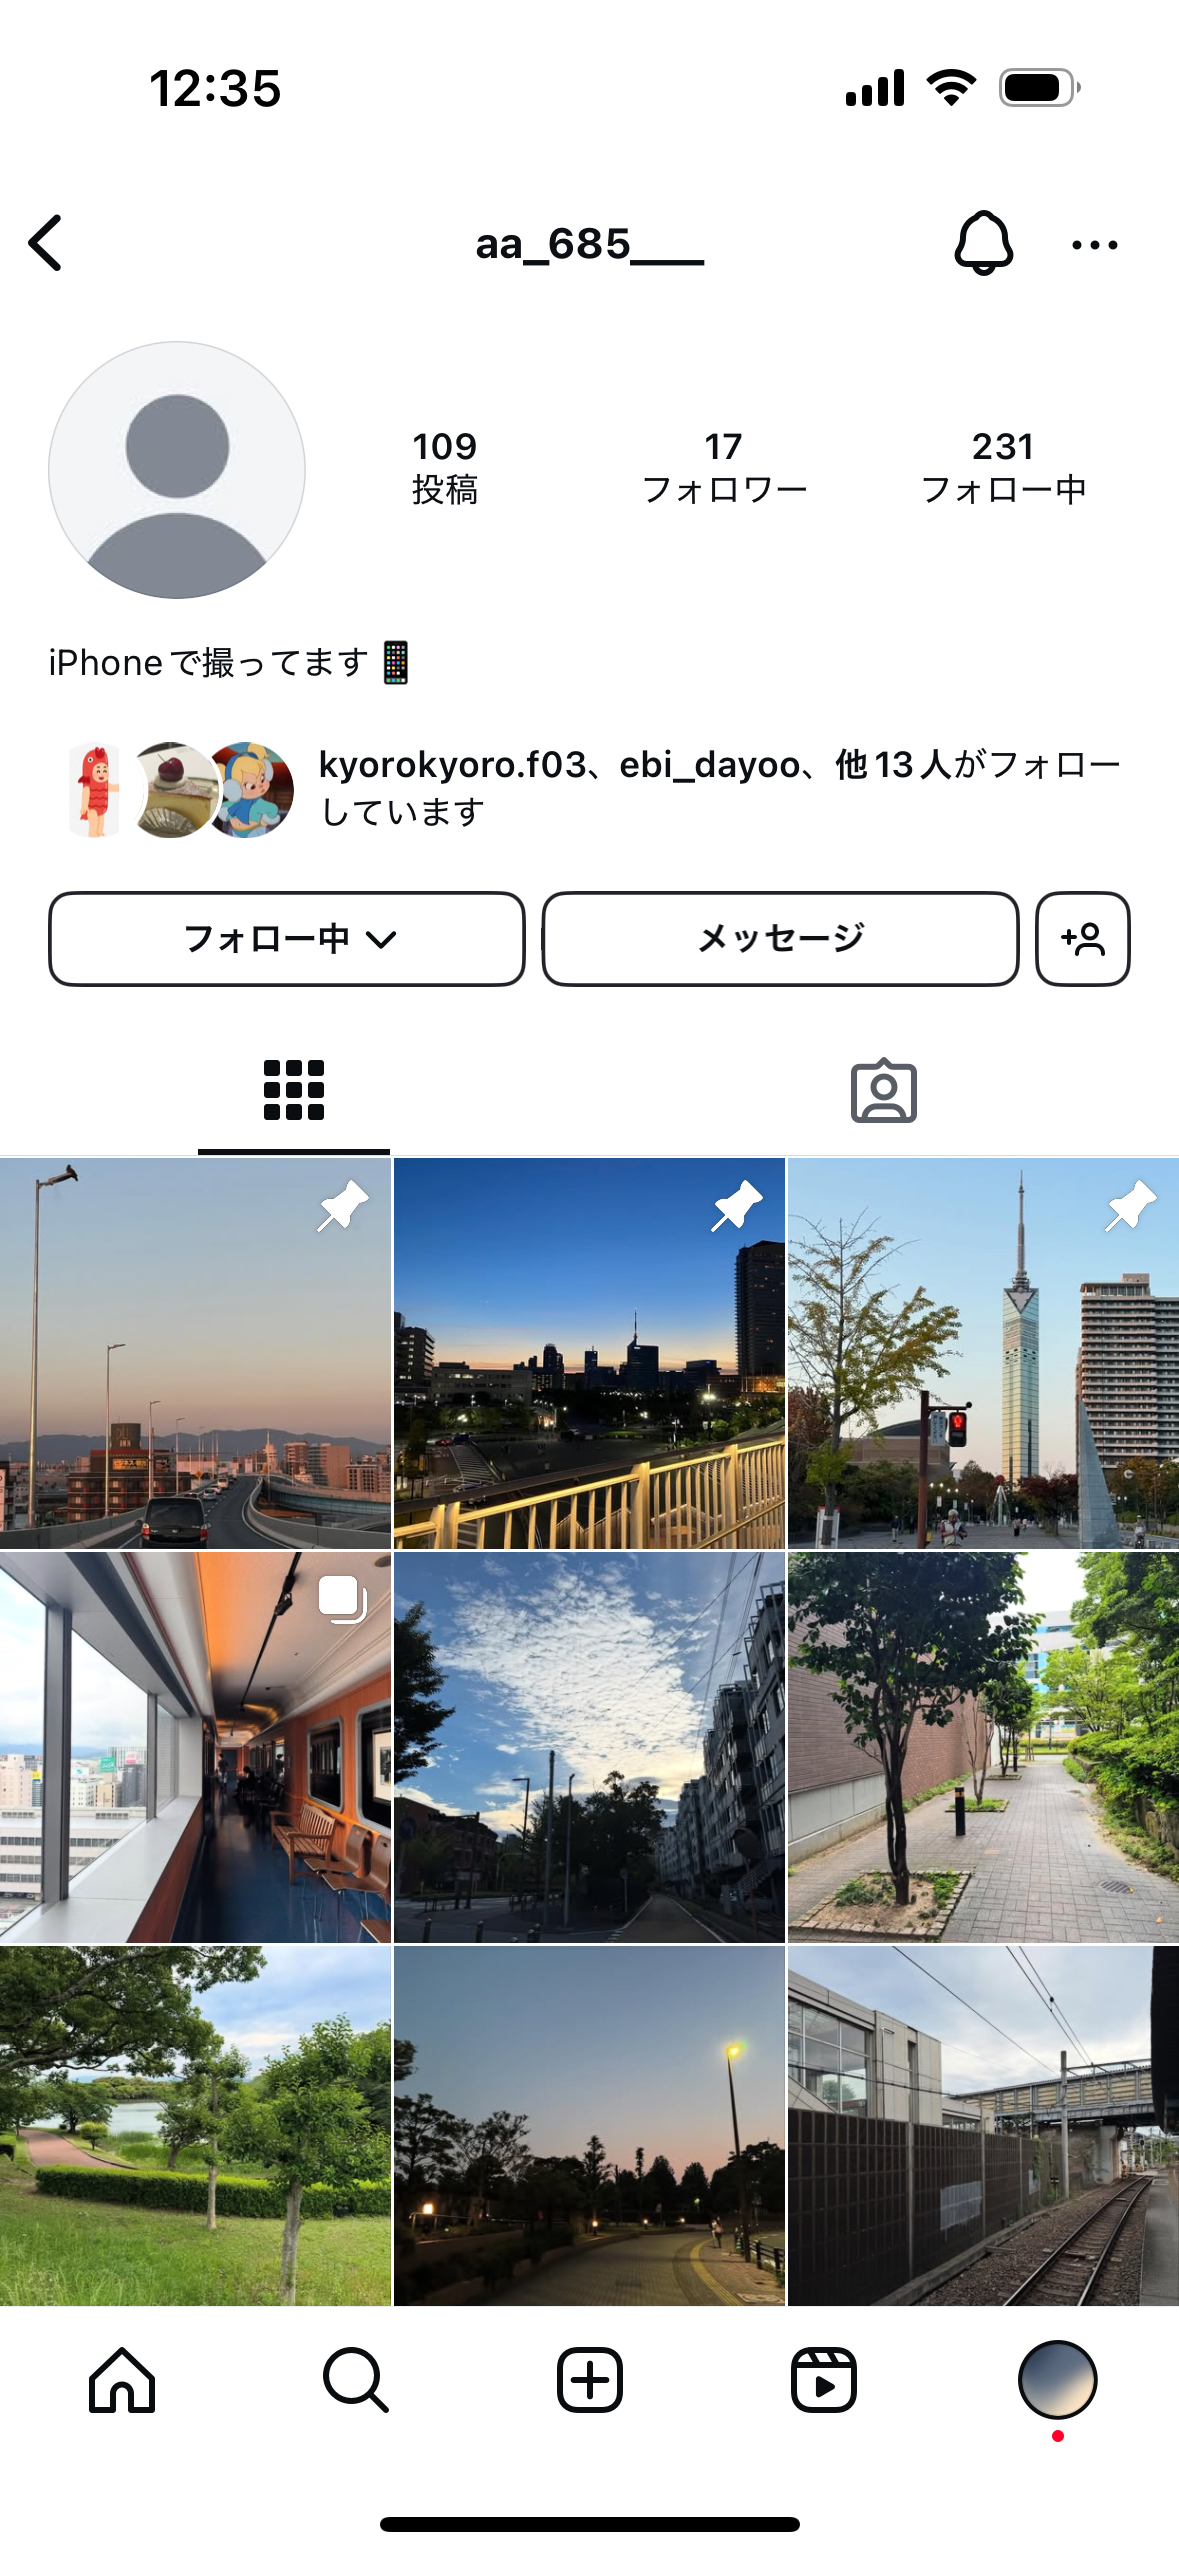 12:35
aa_685___
109
投稿
17
フォロワー
231
フォロー中
iPhoneで撮ってます📱
kyorokyoro.f03、ebi_dayoo、他13人がフォロー
しています
フォロー中
メッセージ